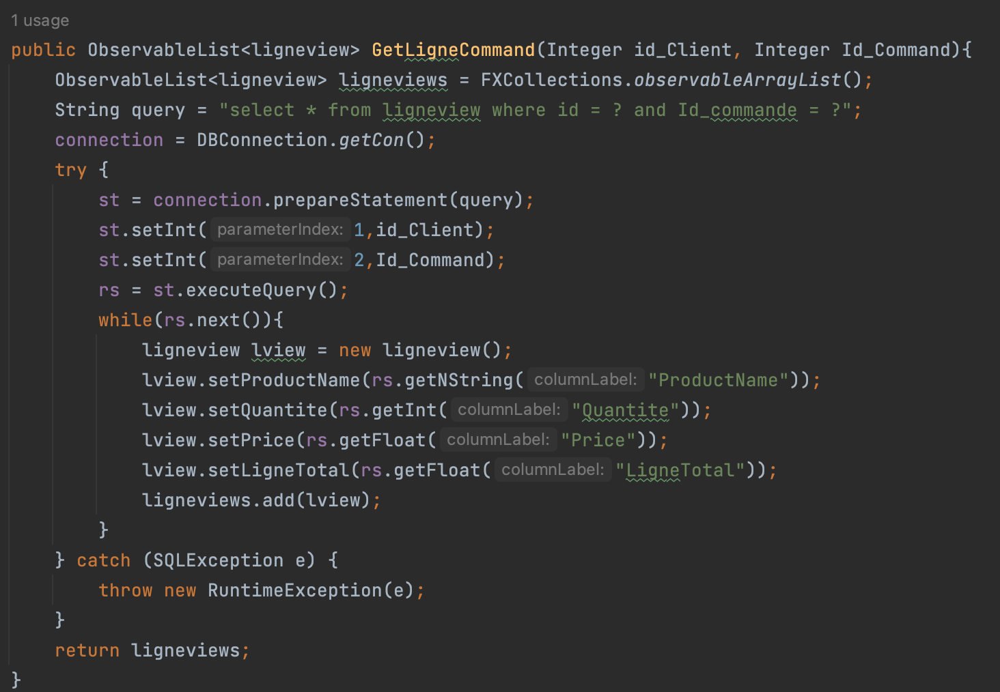 1 usage
public ObservableList<ligneview> GetLigneCommand(Integer id_Client, Integer Id_Command){
ObservableList<ligneview> ligneviews = FXCollections.observableArrayList();
String query = "select * from ligneview where id = ? and Id_commande = ?";
connection = DBConnection.getCon();
try {
st = connection.prepareStatement(query);
st.setInt( parameterIndex: 1,id_Client);
st.setInt( parameterIndex: 2,Id_Command);
rs = st.executeQuery();
while(rs.next()){
ligneview lview = new ligneview();
lview.setProductName(rs.getNString( columnLabel: "ProductName"));
lview.setQuantite(rs.getInt( columnLabel: "Quantite"));
lview.setPrice(rs.getFloat( columnLabel: "Price"));
lview.setLigneTotal(rs.getFloat( columnLabel: "LigneTotal"));
ligneviews.add(lview);
}
} catch (SQLException e) {
throw new RuntimeException(e);
}
return ligneviews;
}